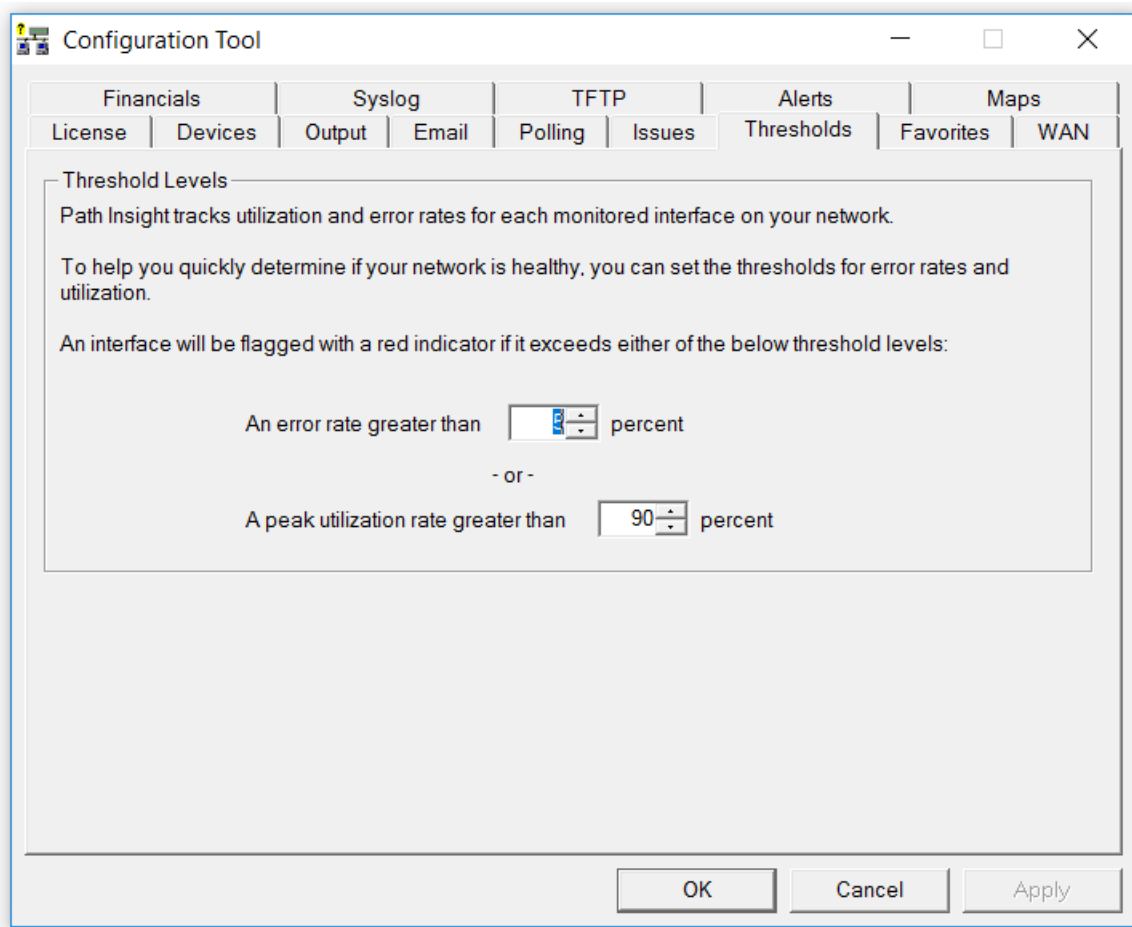 Configuration Tool
Financials Syslog TFTP Alerts Maps
License Devices Output Email Polling Issues Thresholds Favorites WAN
Threshold Levels
Path Insight tracks utilization and error rates for each monitored interface on your network.
To help you quickly determine if your network is healthy, you can set the thresholds for error rates and
utilization.
An interface will be flagged with a red indicator if it exceeds either of the below threshold levels:
An error rate greater than percent
- or -
A peak utilization rate greater than 90 percent
OK Cancel Apply